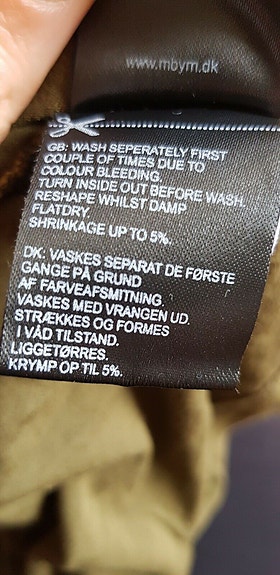 www.mbym.dk
GB: WASH SEPERATELY FIRST
COUPLE OF TIMES DUE TO
COLOUR BLEEDING.
TURN INSIDE OUT BEFORE WASH.
RESHAPE WHILST DAMP
FLATDRY.
SHRINKAGE UP TO 5%.
DK: VASKES SEPARAT DE FØRSTE
GANGE PÅ GRUND
AF FARVEAFSMITNING.
VASKES MED VRANGEN UD.
STRÆKKES OG FORMES
I VÅD TILSTAND.
LIGGETØRRES.
KRYMP OP TIL 5%.